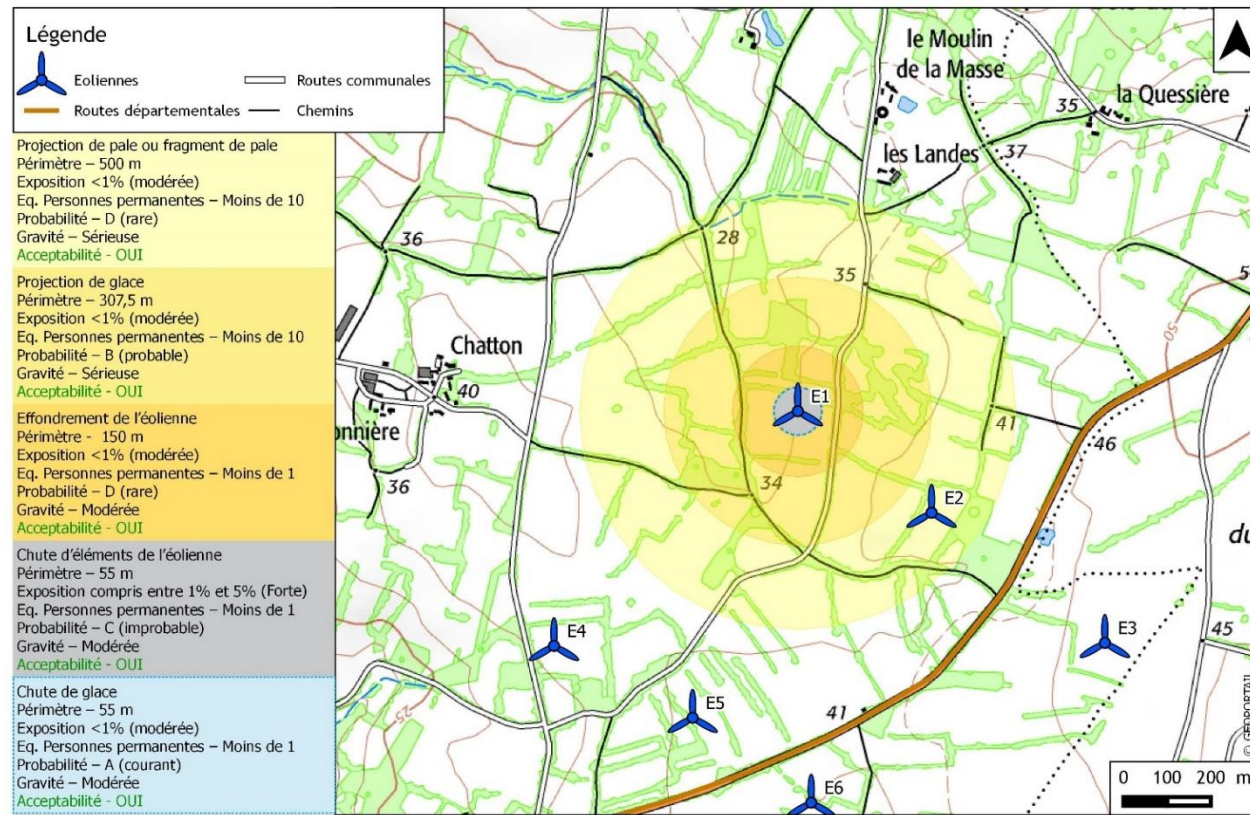 Légende
Eoliennes
Routes communales
Routes départementales
Chemins
Projection de pale ou fragment de pale
Périmètre – 500 m
Exposition <1% (modérée)
Eq. Personnes permanentes – Moins de 10
Probabilité – D (rare)
Gravité – Sérieuse
Acceptabilité - OUI
Projection de glace
Périmètre – 307,5 m
Exposition <1% (modérée)
Eq. Personnes permanentes – Moins de 10
Probabilité – B (probable)
Gravité – Sérieuse
Acceptabilité - OUI
Effondrement de l'éolienne
Périmètre - 150 m
Exposition <1% (modérée)
Eq. Personnes permanentes – Moins de 1
Probabilité – D (rare)
Gravité – Modérée
Acceptabilité - OUI
Chute d'éléments de l'éolienne
Périmètre – 55 m
Exposition compris entre 1% et 5% (Forte)
Eq. Personnes permanentes – Moins de 1
Probabilité – C (improbable)
Gravité – Modérée
Acceptabilité - OUI
Chute de glace
Périmètre – 55 m
Exposition <1% (modérée)
Eq. Personnes permanentes – Moins de 1
Probabilité – A (courant)
Gravité – Modérée
Acceptabilité - OUI
le Moulin
de la Masse
35
la Quessière
les Landes
37
36
28
35
50
Chatton
40
E1
onnière
41
46
36
34
E2
du
E4
E3
45
25
E5
41
E6
© GEOPORTAIL
0 100 200 m